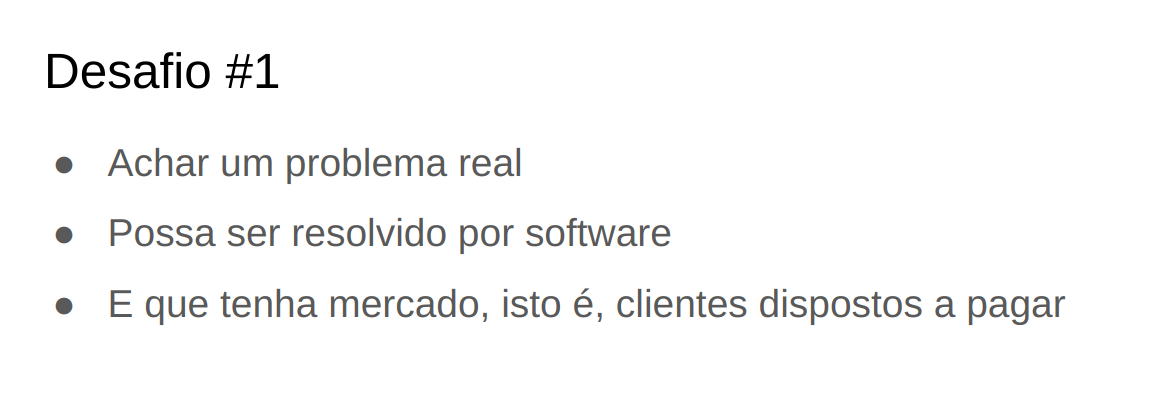 Desafio #1
● Achar um problema real
● Possa ser resolvido por software
● E que tenha mercado, isto é, clientes dispostos a pagar